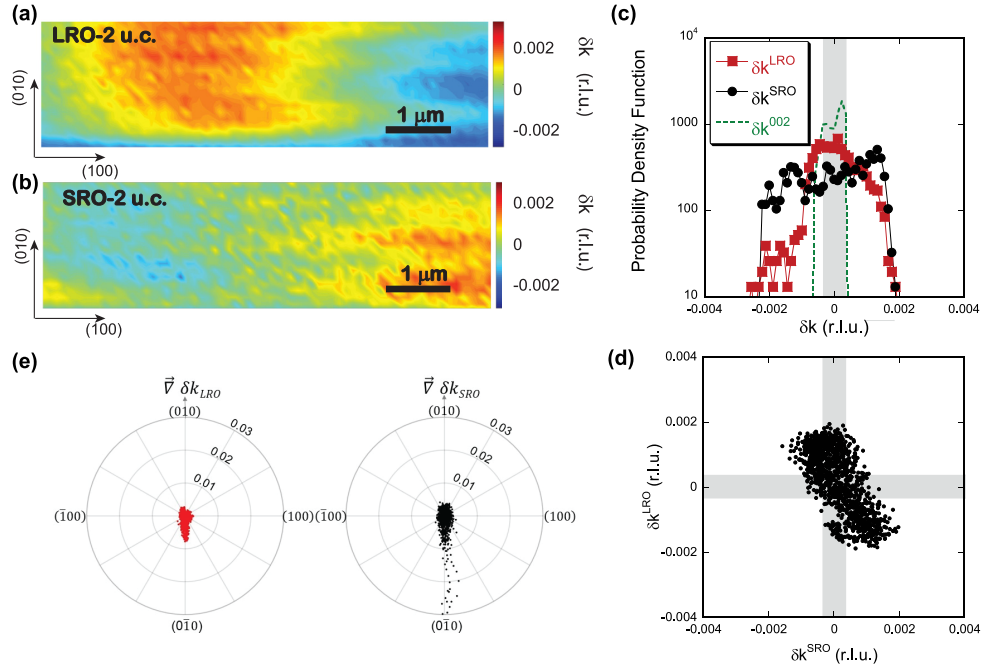 (a)
LRO-2 u.c.
(010)
(100)
1 μm
0.002
0
-0.002
δk (r.l.u.)
(b)
SRO-2 u.c.
(010)
(100)
1 μm
0.002
0
-0.002
δk (r.l.u.)
(c)
Probability Density Function
10⁴
1000
100
10
δk^LRO
δk^SRO
δk^002
-0.004 -0.002 0 0.002 0.004
δk (r.l.u.)
(d)
δk^LRO (r.l.u.)
0.004
0.002
0
-0.002
-0.004
-0.004 -0.002 0 0.002 0.004
δk^SRO (r.l.u.)
(e)
∇⃗ δk_LRO
(010)
0.03
0.02
0.01
(1̄00) (100)
(01̄0)
∇⃗ δk_SRO
(010)
0.03
0.02
0.01
(1̄00) (100)
(01̄0)